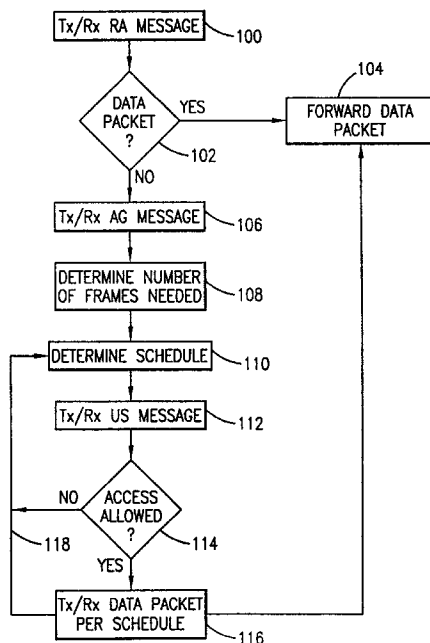 Tx/Rx RA MESSAGE
100
104
DATA
PACKET
?
YES
FORWARD DATA
PACKET
102
NO
Tx/Rx AG MESSAGE
106
DETERMINE NUMBER
OF FRAMES NEEDED
108
DETERMINE SCHEDULE
110
Tx/Rx US MESSAGE
112
NO
ACCESS
ALLOWED
?
118
114
YES
Tx/Rx DATA PACKET
PER SCHEDULE
116